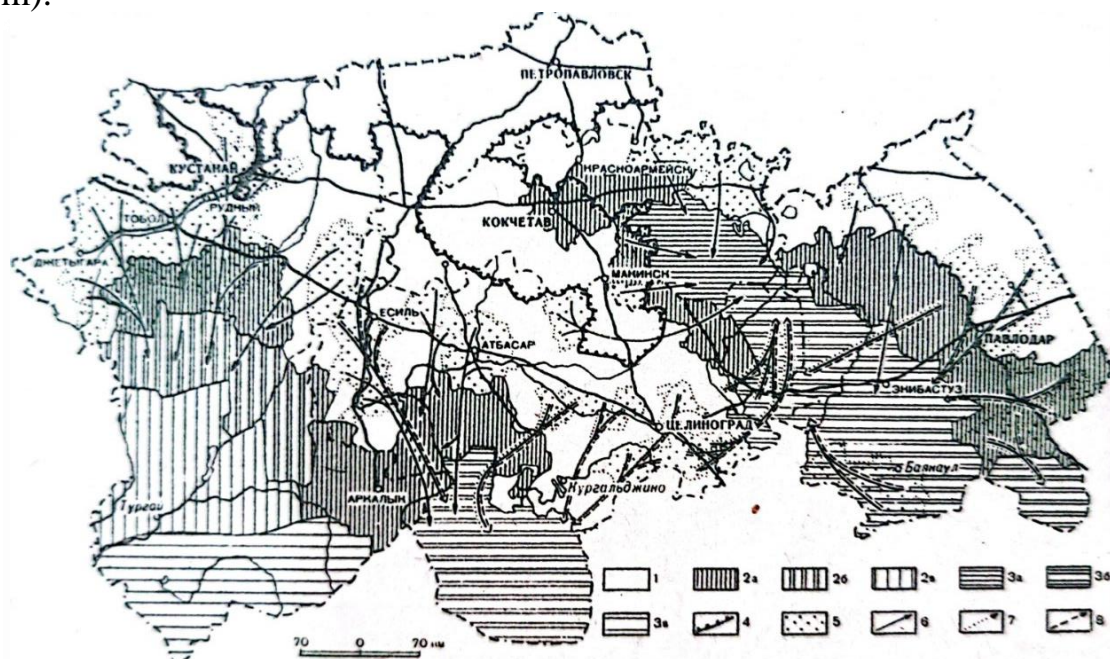 ПЕТРОПАВЛОВСК
КУСТАНАЙ
РУДНЫЙ
ТОБОЛ
ДЖЕТЫГАРА
КРАСНОАРМЕЙСК
КОКЧЕТАВ
МАКИНСК
ЕСИЛЬ
АТБАСАР
ПАВЛОДАР
ЭКИБАСТУЗ
ЦЕЛИНОГРАД
Баянаул
АРКАЛЫК
Кургальджино
Тургай
1 2а 2б 2в 3а 3б
3в 4 5 6 7 8
70 0 70 км